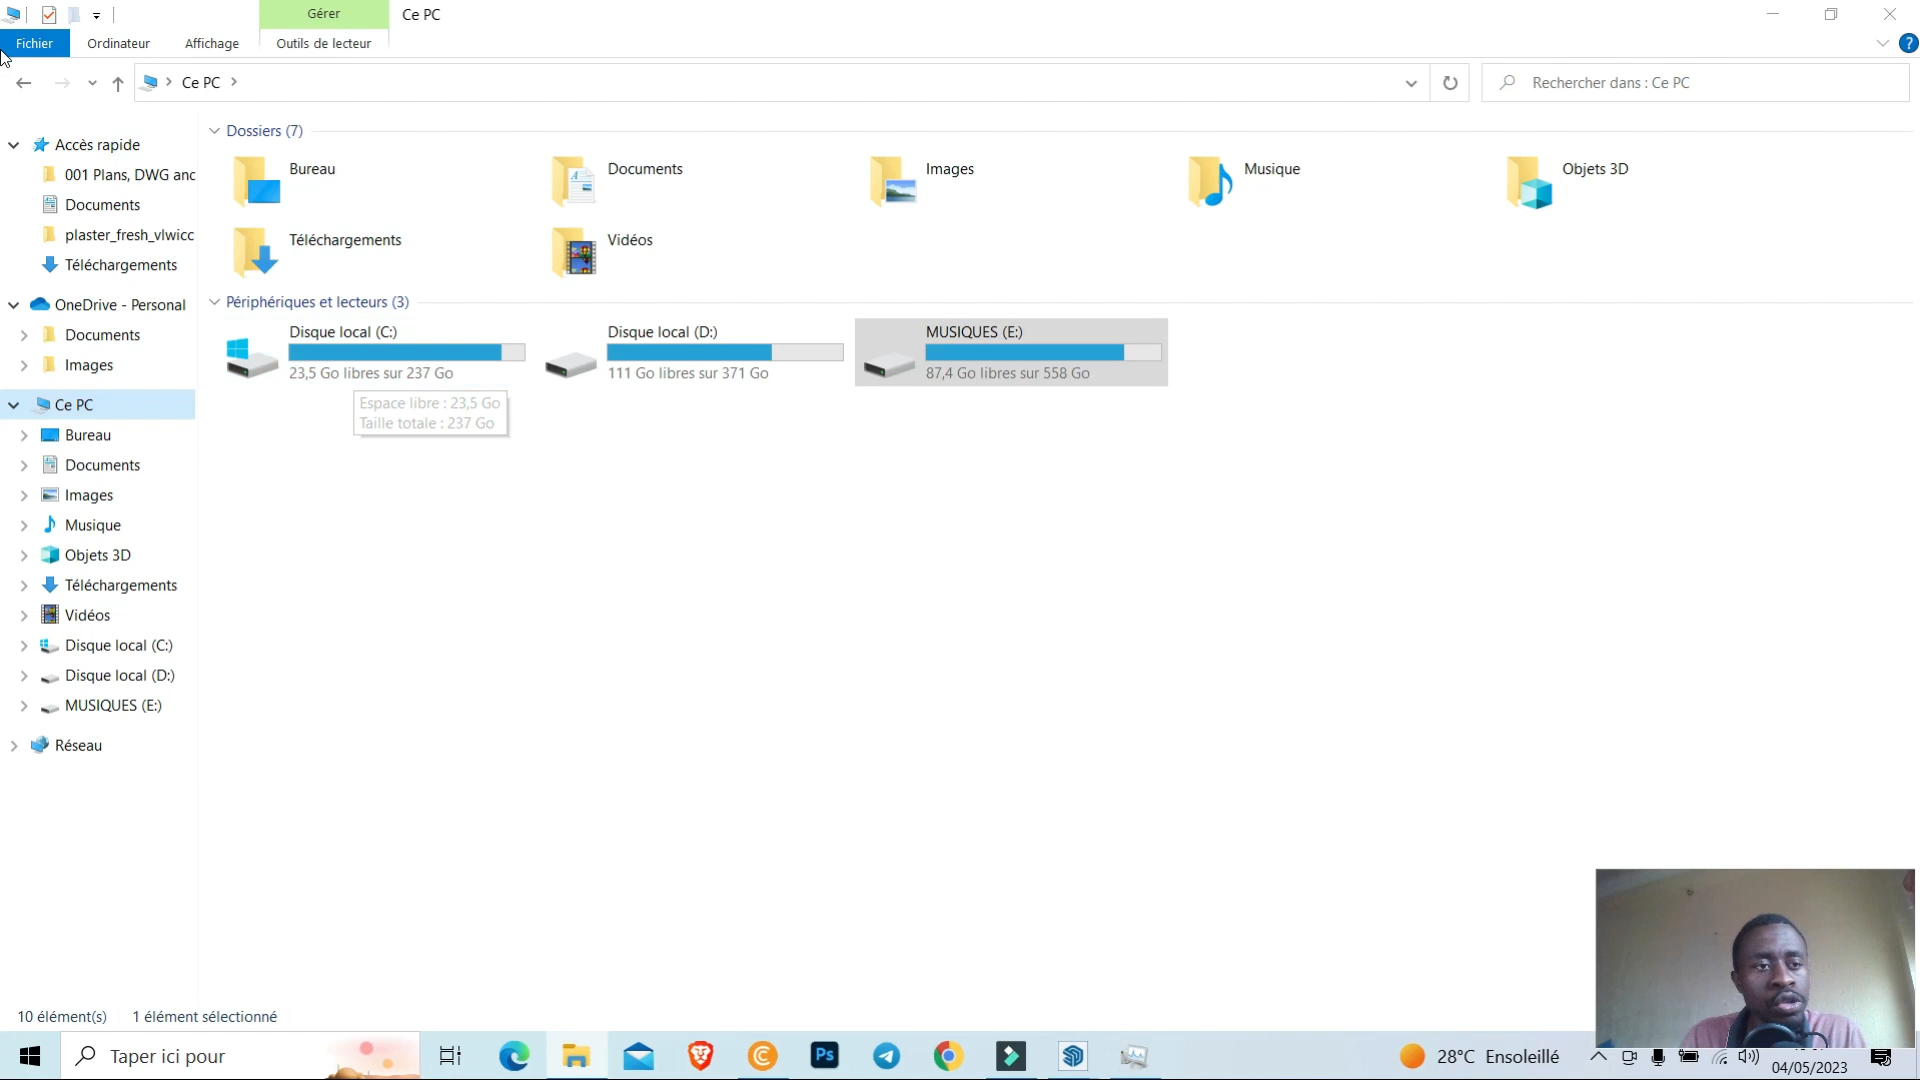 Gérer
Ce PC
Fichier
Ordinateur
Affichage
Outils de lecteur
?
Ce PC
Rechercher dans : Ce PC
Accès rapide
001 Plans, DWG anc
Documents
plaster_fresh_vlwicc
Téléchargements
OneDrive - Personal
Documents
Images
Ce PC
Bureau
Documents
Images
Musique
Objets 3D
Téléchargements
Vidéos
Disque local (C:)
Disque local (D:)
MUSIQUES (E:)
Réseau
Dossiers (7)
Bureau
Documents
Images
Musique
Objets 3D
Téléchargements
Vidéos
Périphériques et lecteurs (3)
Disque local (C:)
23,5 Go libres sur 237 Go
Disque local (D:)
111 Go libres sur 371 Go
MUSIQUES (E:)
87,4 Go libres sur 558 Go
Espace libre : 23,5 Go
Taille totale : 237 Go
10 élément(s)
1 élément sélectionné
Taper ici pour
Ps
28°C Ensoleillé
04/05/2023